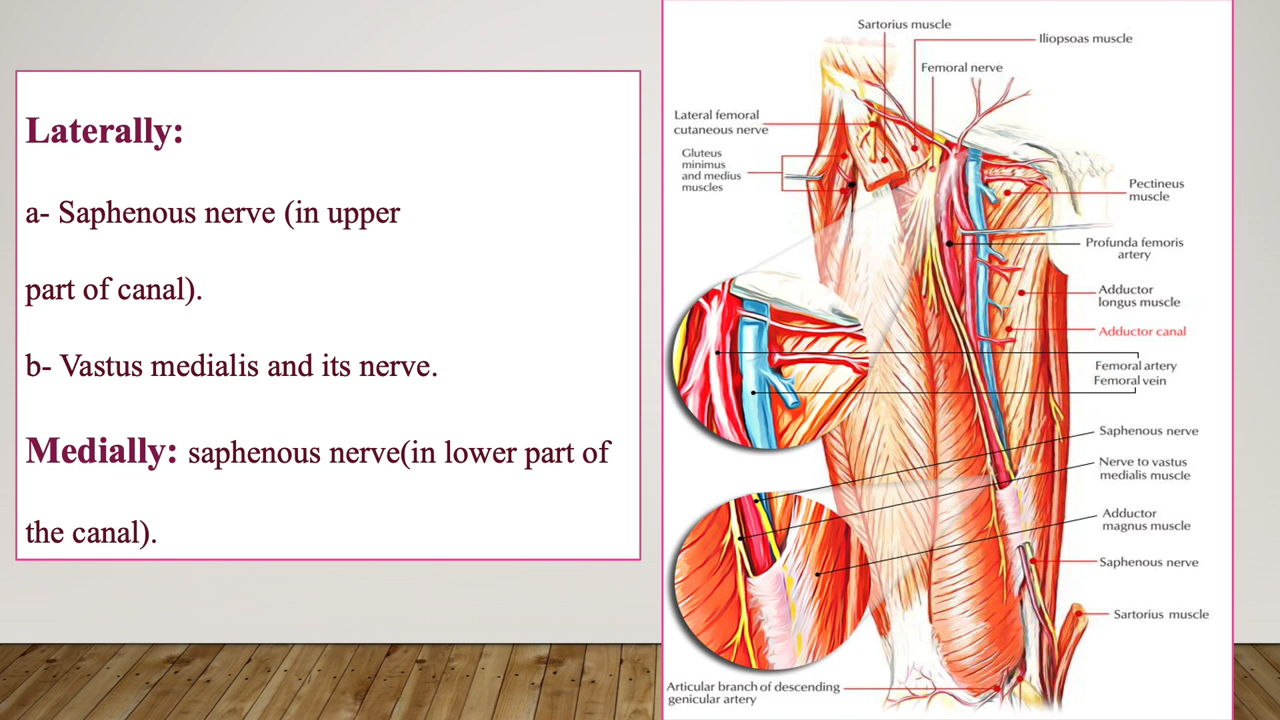 Laterally:
a- Saphenous nerve (in upper
part of canal).
b- Vastus medialis and its nerve.
Medially: saphenous nerve(in lower part of
the canal).
Sartorius muscle
Iliopsoas muscle
Femoral nerve
Lateral femoral
cutaneous nerve
Gluteus
minimus
and medius
muscles
Pectineus
muscle
Profunda femoris
artery
Adductor
longus muscle
Adductor canal
Femoral artery
Femoral vein
Saphenous nerve
Nerve to vastus
medialis muscle
Adductor
magnus muscle
Saphenous nerve
Sartorius muscle
Articular branch of descending
genicular artery